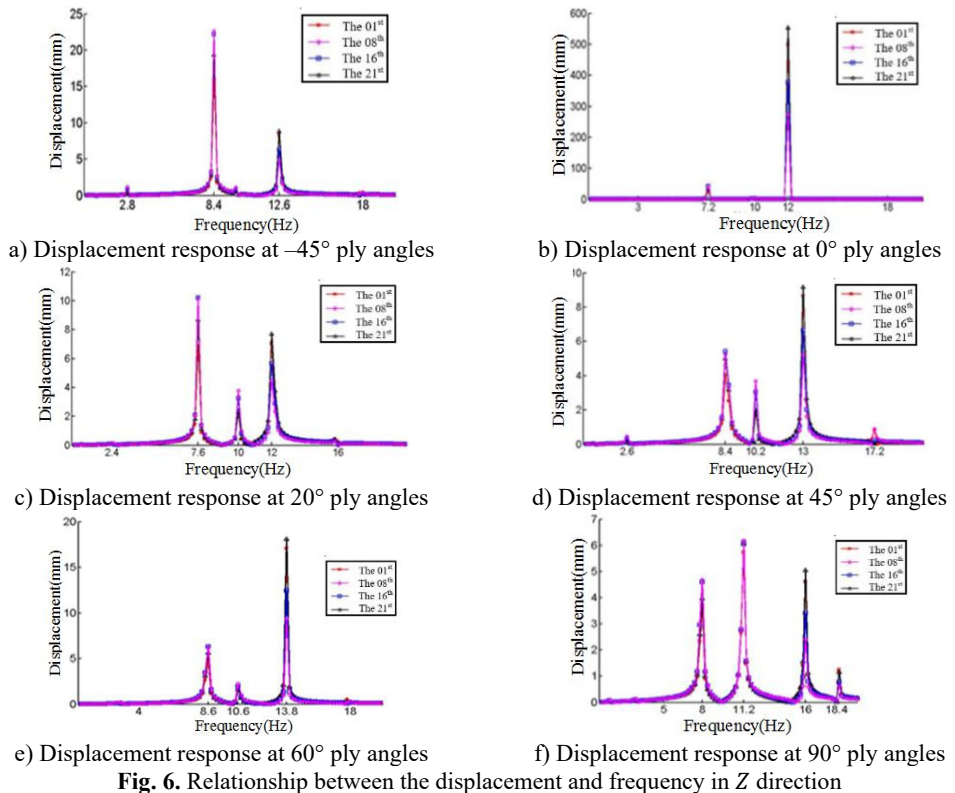 25
20
15
10
5
0
Displacement(mm)
The 01st
The 08th
The 16th
The 21st
2.8 8.4 12.6 18
Frequency(Hz)
a) Displacement response at –45° ply angles
600
500
400
300
200
100
0
Displacement(mm)
The 01st
The 08th
The 16th
The 21st
3 7.2 10 12 18
Frequency(Hz)
b) Displacement response at 0° ply angles
12
10
8
6
4
2
0
Displacement(mm)
The 01st
The 08th
The 16th
The 21st
2.4 7.6 10 12 16
Frequency(Hz)
c) Displacement response at 20° ply angles
10
8
6
4
2
0
Displacement(mm)
The 01st
The 08th
The 16th
The 21st
2.6 8.4 10.2 13 17.2
Frequency(Hz)
d) Displacement response at 45° ply angles
20
15
10
5
0
Displacement(mm)
The 01st
The 08th
The 16th
The 21st
4 8.6 10.6 13.8 18
Frequency(Hz)
e) Displacement response at 60° ply angles
7
6
5
4
3
2
1
0
Displacement(mm)
The 01st
The 08th
The 16th
The 21st
5 8 11.2 16 18.4
Frequency(Hz)
f) Displacement response at 90° ply angles
Fig. 6. Relationship between the displacement and frequency in Z direction